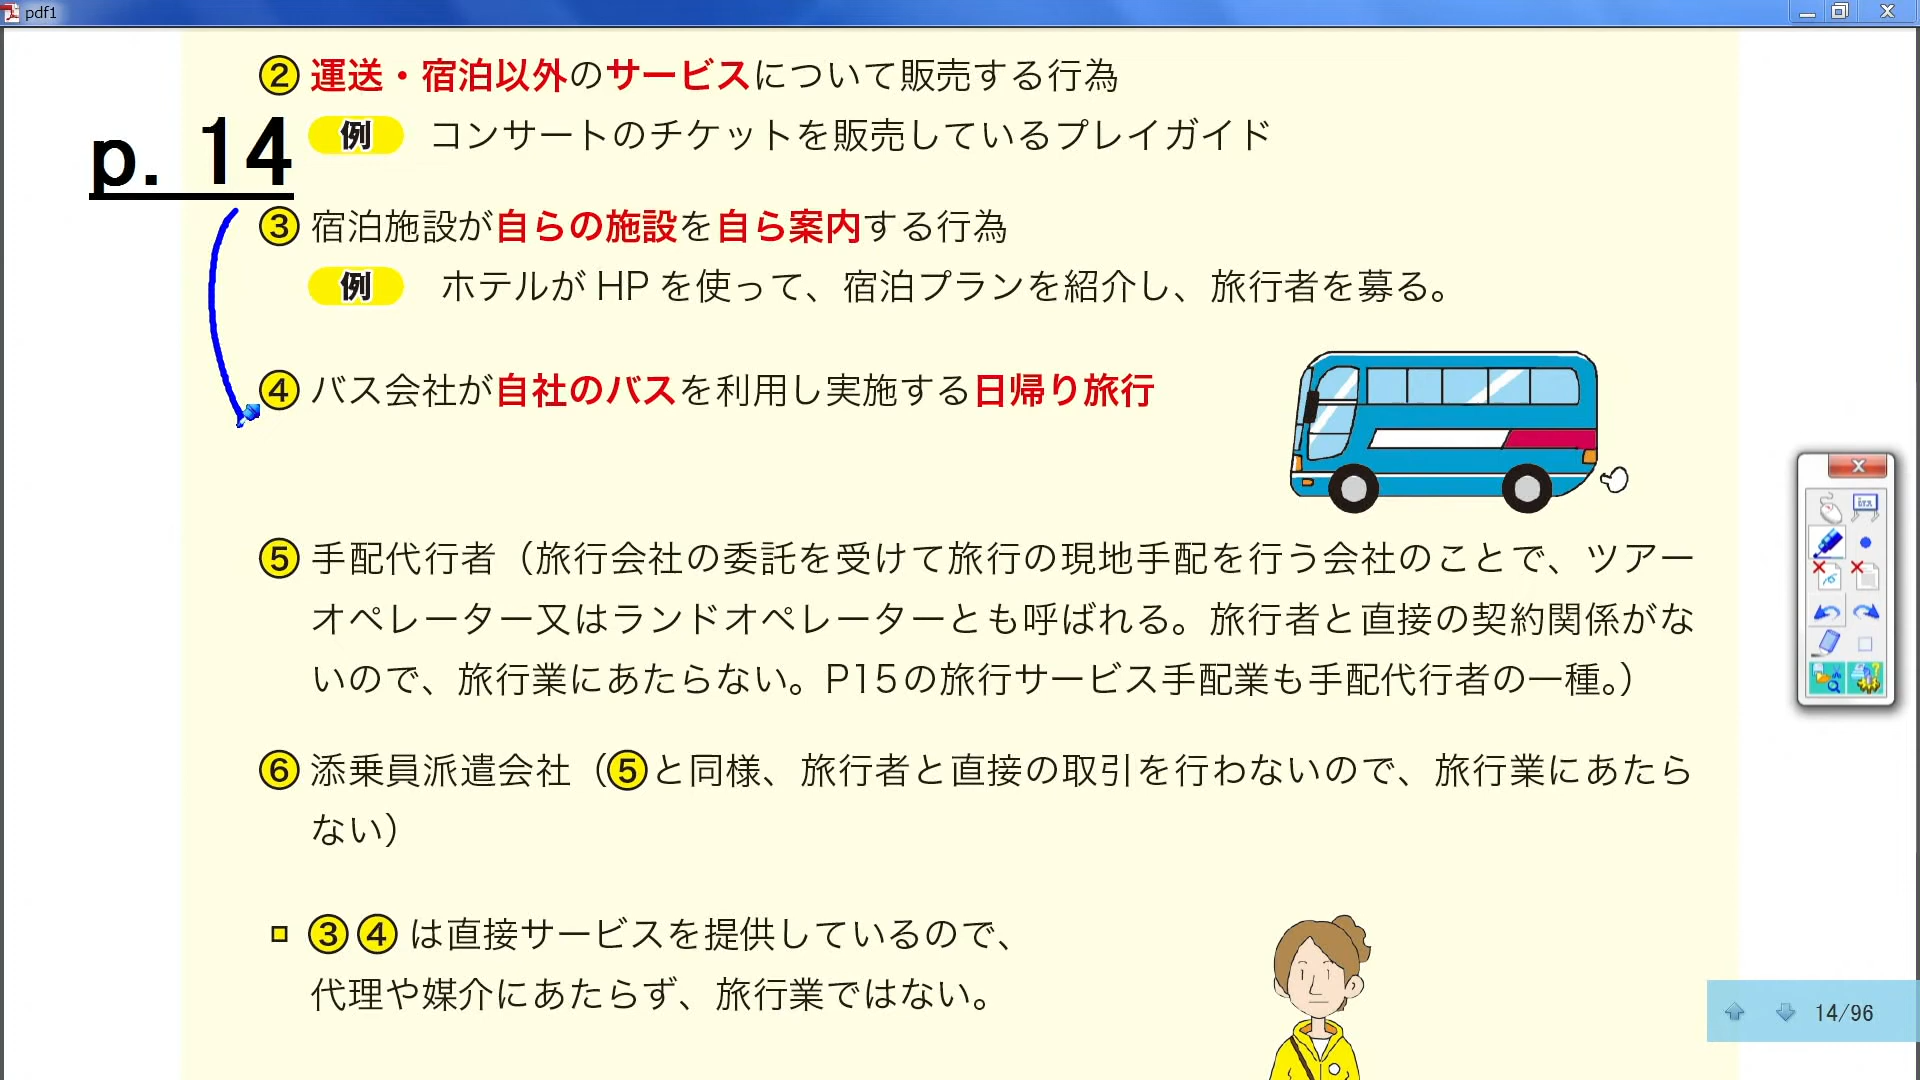 pdf1
② 運送・宿泊以外のサービスについて販売する行為
p. 14
例 コンサートのチケットを販売しているプレイガイド
③ 宿泊施設が自らの施設を自ら案内する行為
例 ホテルが HP を使って、宿泊プランを紹介し、旅行者を募る。
④ バス会社が自社のバスを利用し実施する日帰り旅行
⑤ 手配代行者（旅行会社の委託を受けて旅行の現地手配を行う会社のことで、ツアー
オペレーター又はランドオペレーターとも呼ばれる。旅行者と直接の契約関係がな
いので、旅行業にあたらない。P15の旅行サービス手配業も手配代行者の一種。）
⑥ 添乗員派遣会社（⑤と同様、旅行者と直接の取引を行わないので、旅行業にあたら
ない）
③④ は直接サービスを提供しているので、
代理や媒介にあたらず、旅行業ではない。
14/96